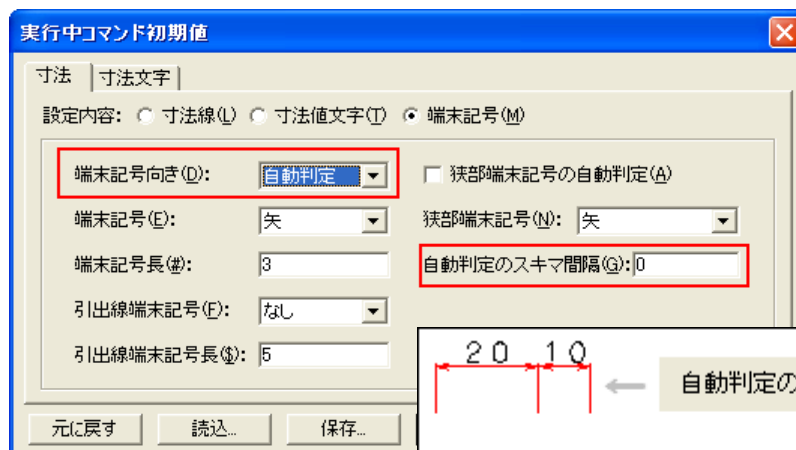 実行中コマンド初期値
寸法 寸法文字
設定内容: 寸法線(L) 寸法値文字(T) 端末記号(M)
端末記号向き(D): 自動判定 狭部端末記号の自動判定(A)
端末記号(E): 矢 狭部端末記号(N): 矢
端末記号長(#): 3 自動判定のスキマ間隔(G): 0
引出線端末記号(F): なし
引出線端末記号長($): 5
20 10
自動判定の
元に戻す 読込... 保存...